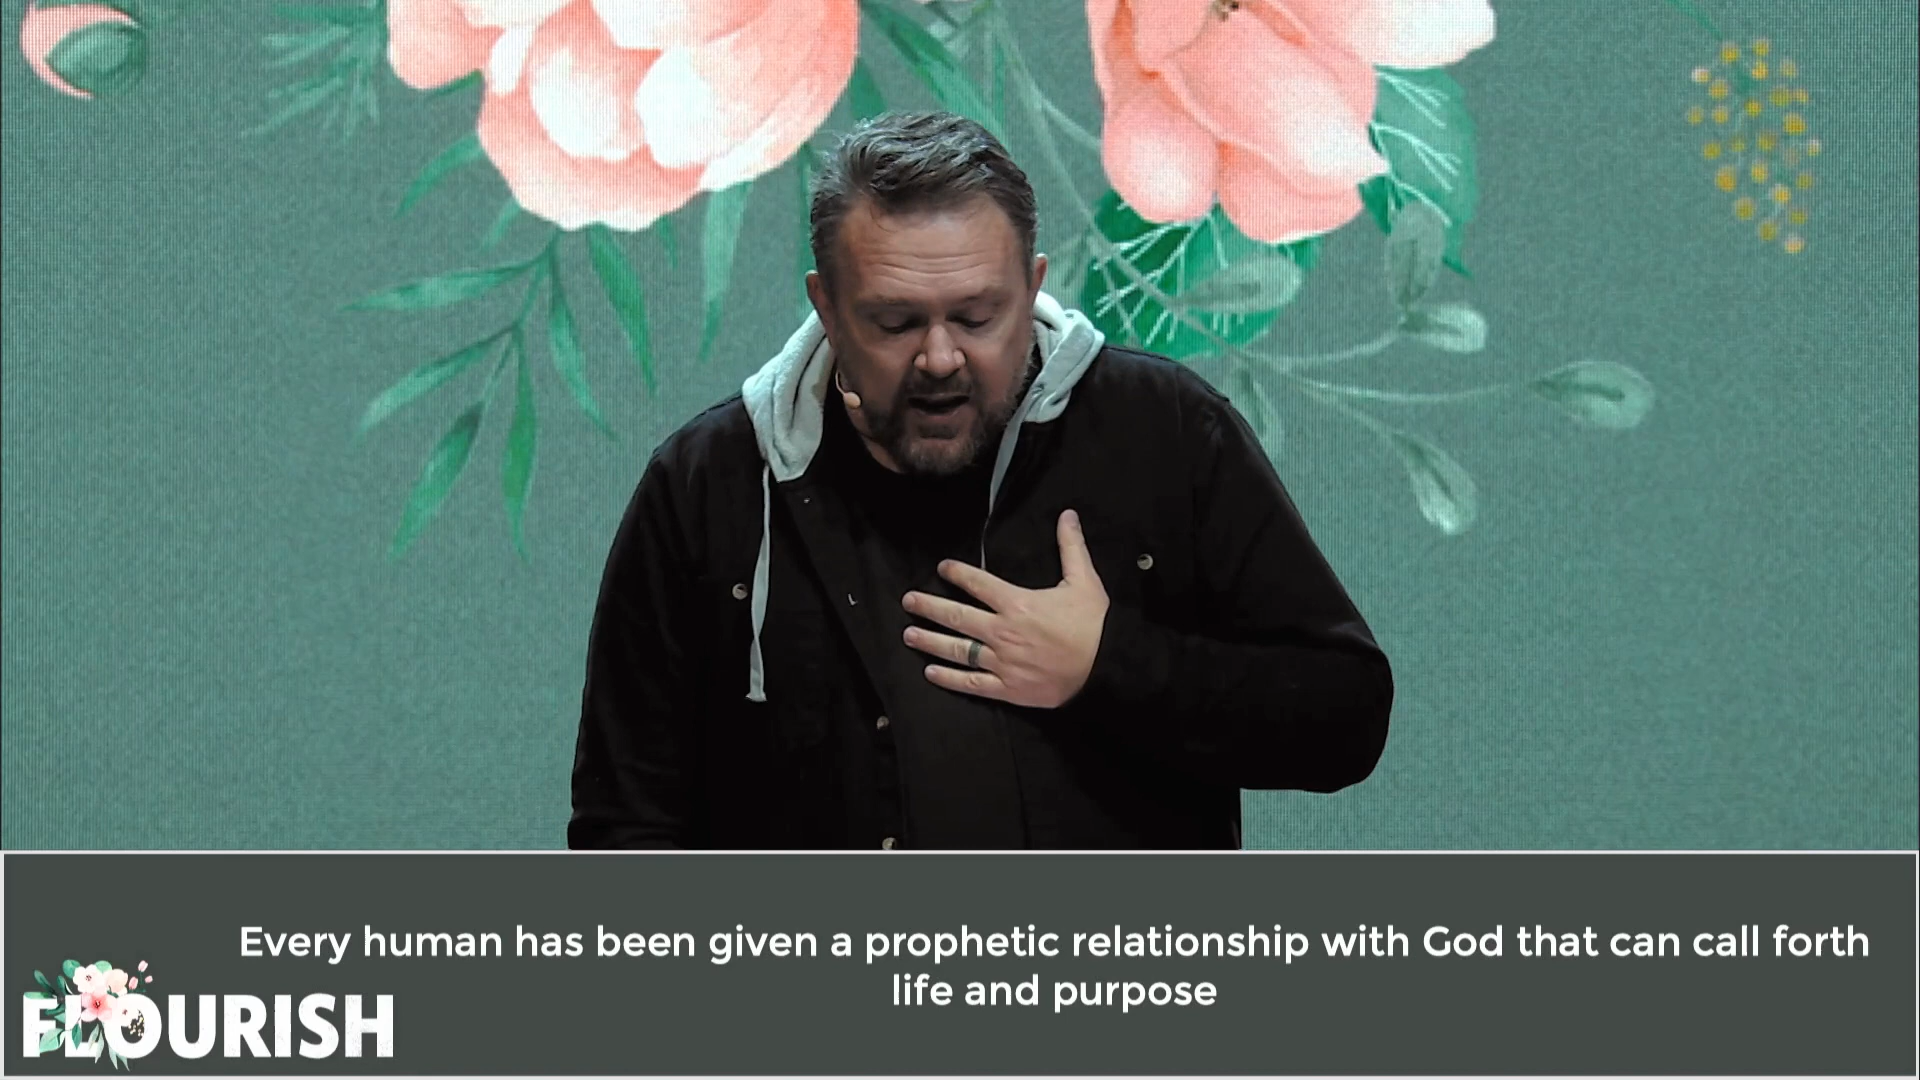 Every human has been given a prophetic relationship with God that can call forth
life and purpose
FLOURISH